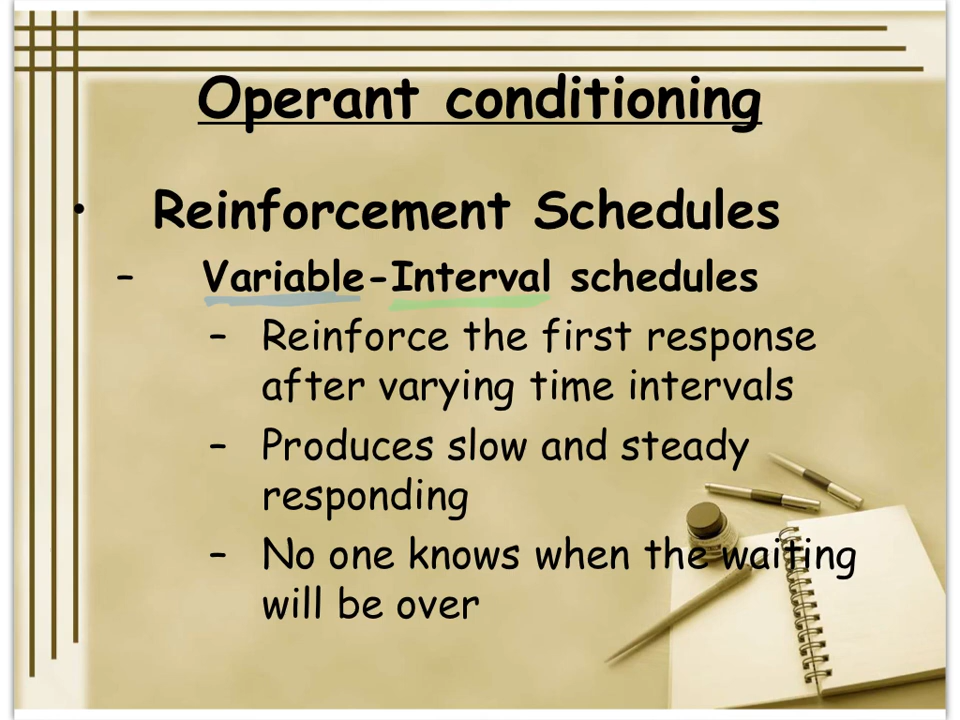 Operant conditioning
• Reinforcement Schedules
– Variable-Interval schedules
– Reinforce the first response
after varying time intervals
– Produces slow and steady
responding
– No one knows when the waiting
will be over